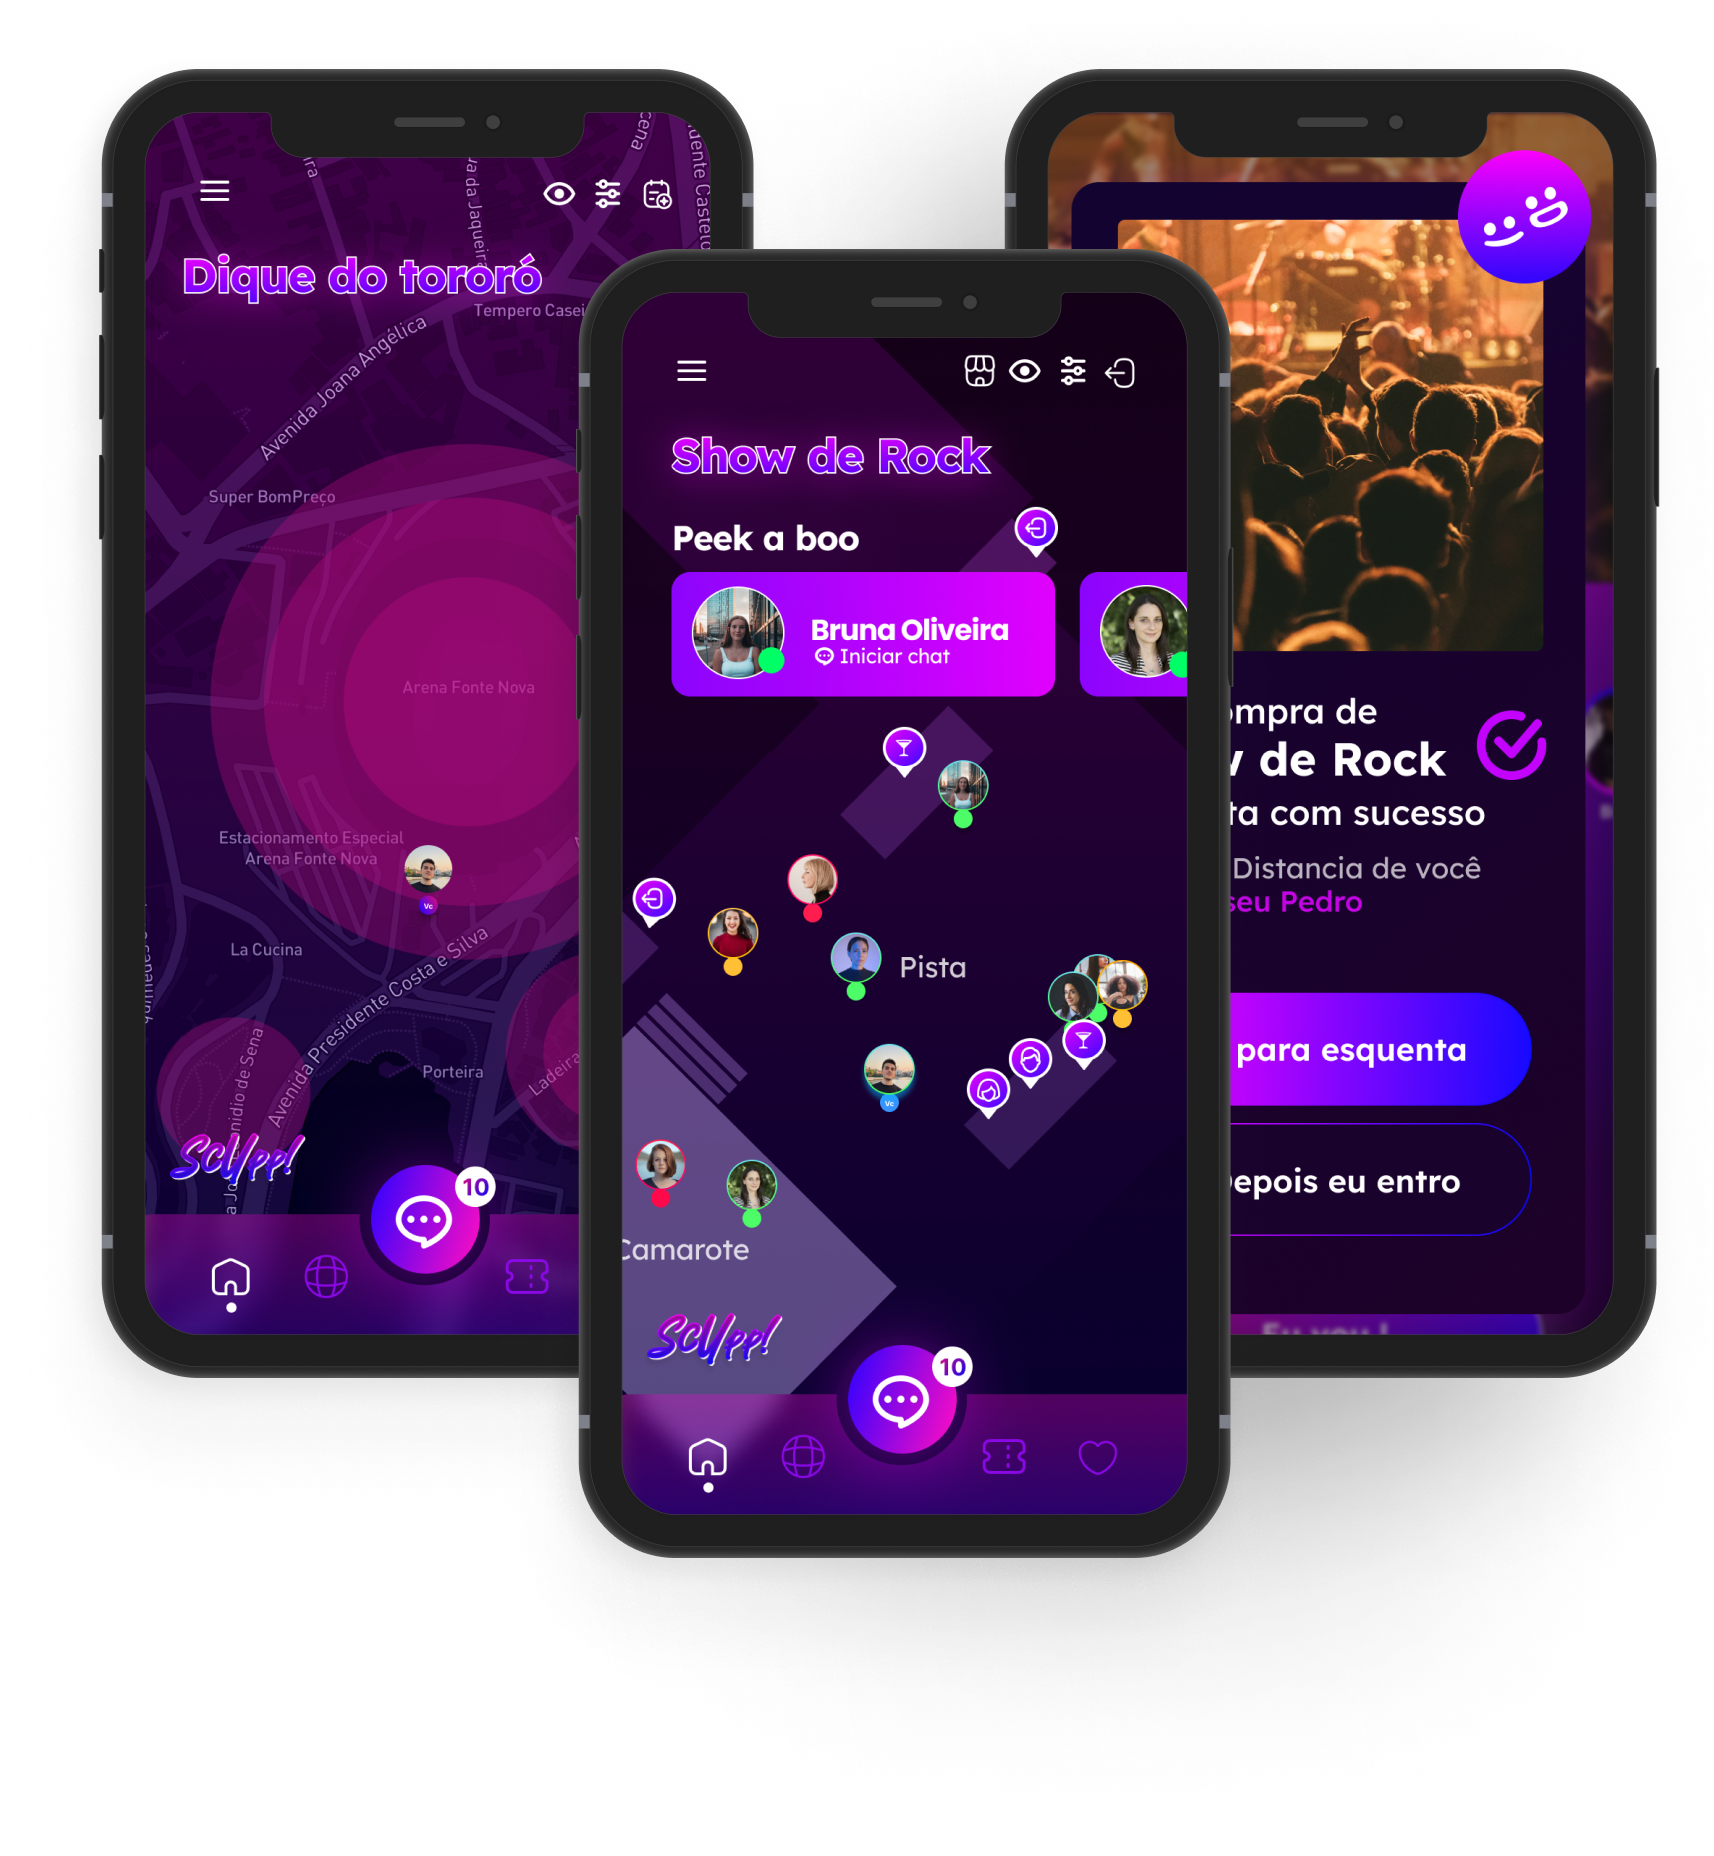 Dique do tororó
Tempero Casei
Avenida Joana Angélica
Super BomPreço
Arena Fonte Nova
Estacionamento Especial
Arena Fonte Nova
Vc
La Cucina
Avenida Presidente Costa e Silva
Porteira
Ladeira
ScUpp!
10
Show de Rock
Peek a boo
Bruna Oliveira
Iniciar chat
Pista
Vc
Camarote
ScUpp!
10
ompra de
de Rock
ta com sucesso
Distancia de você
seu Pedro
para esquenta
epois eu entro
Eu vou !